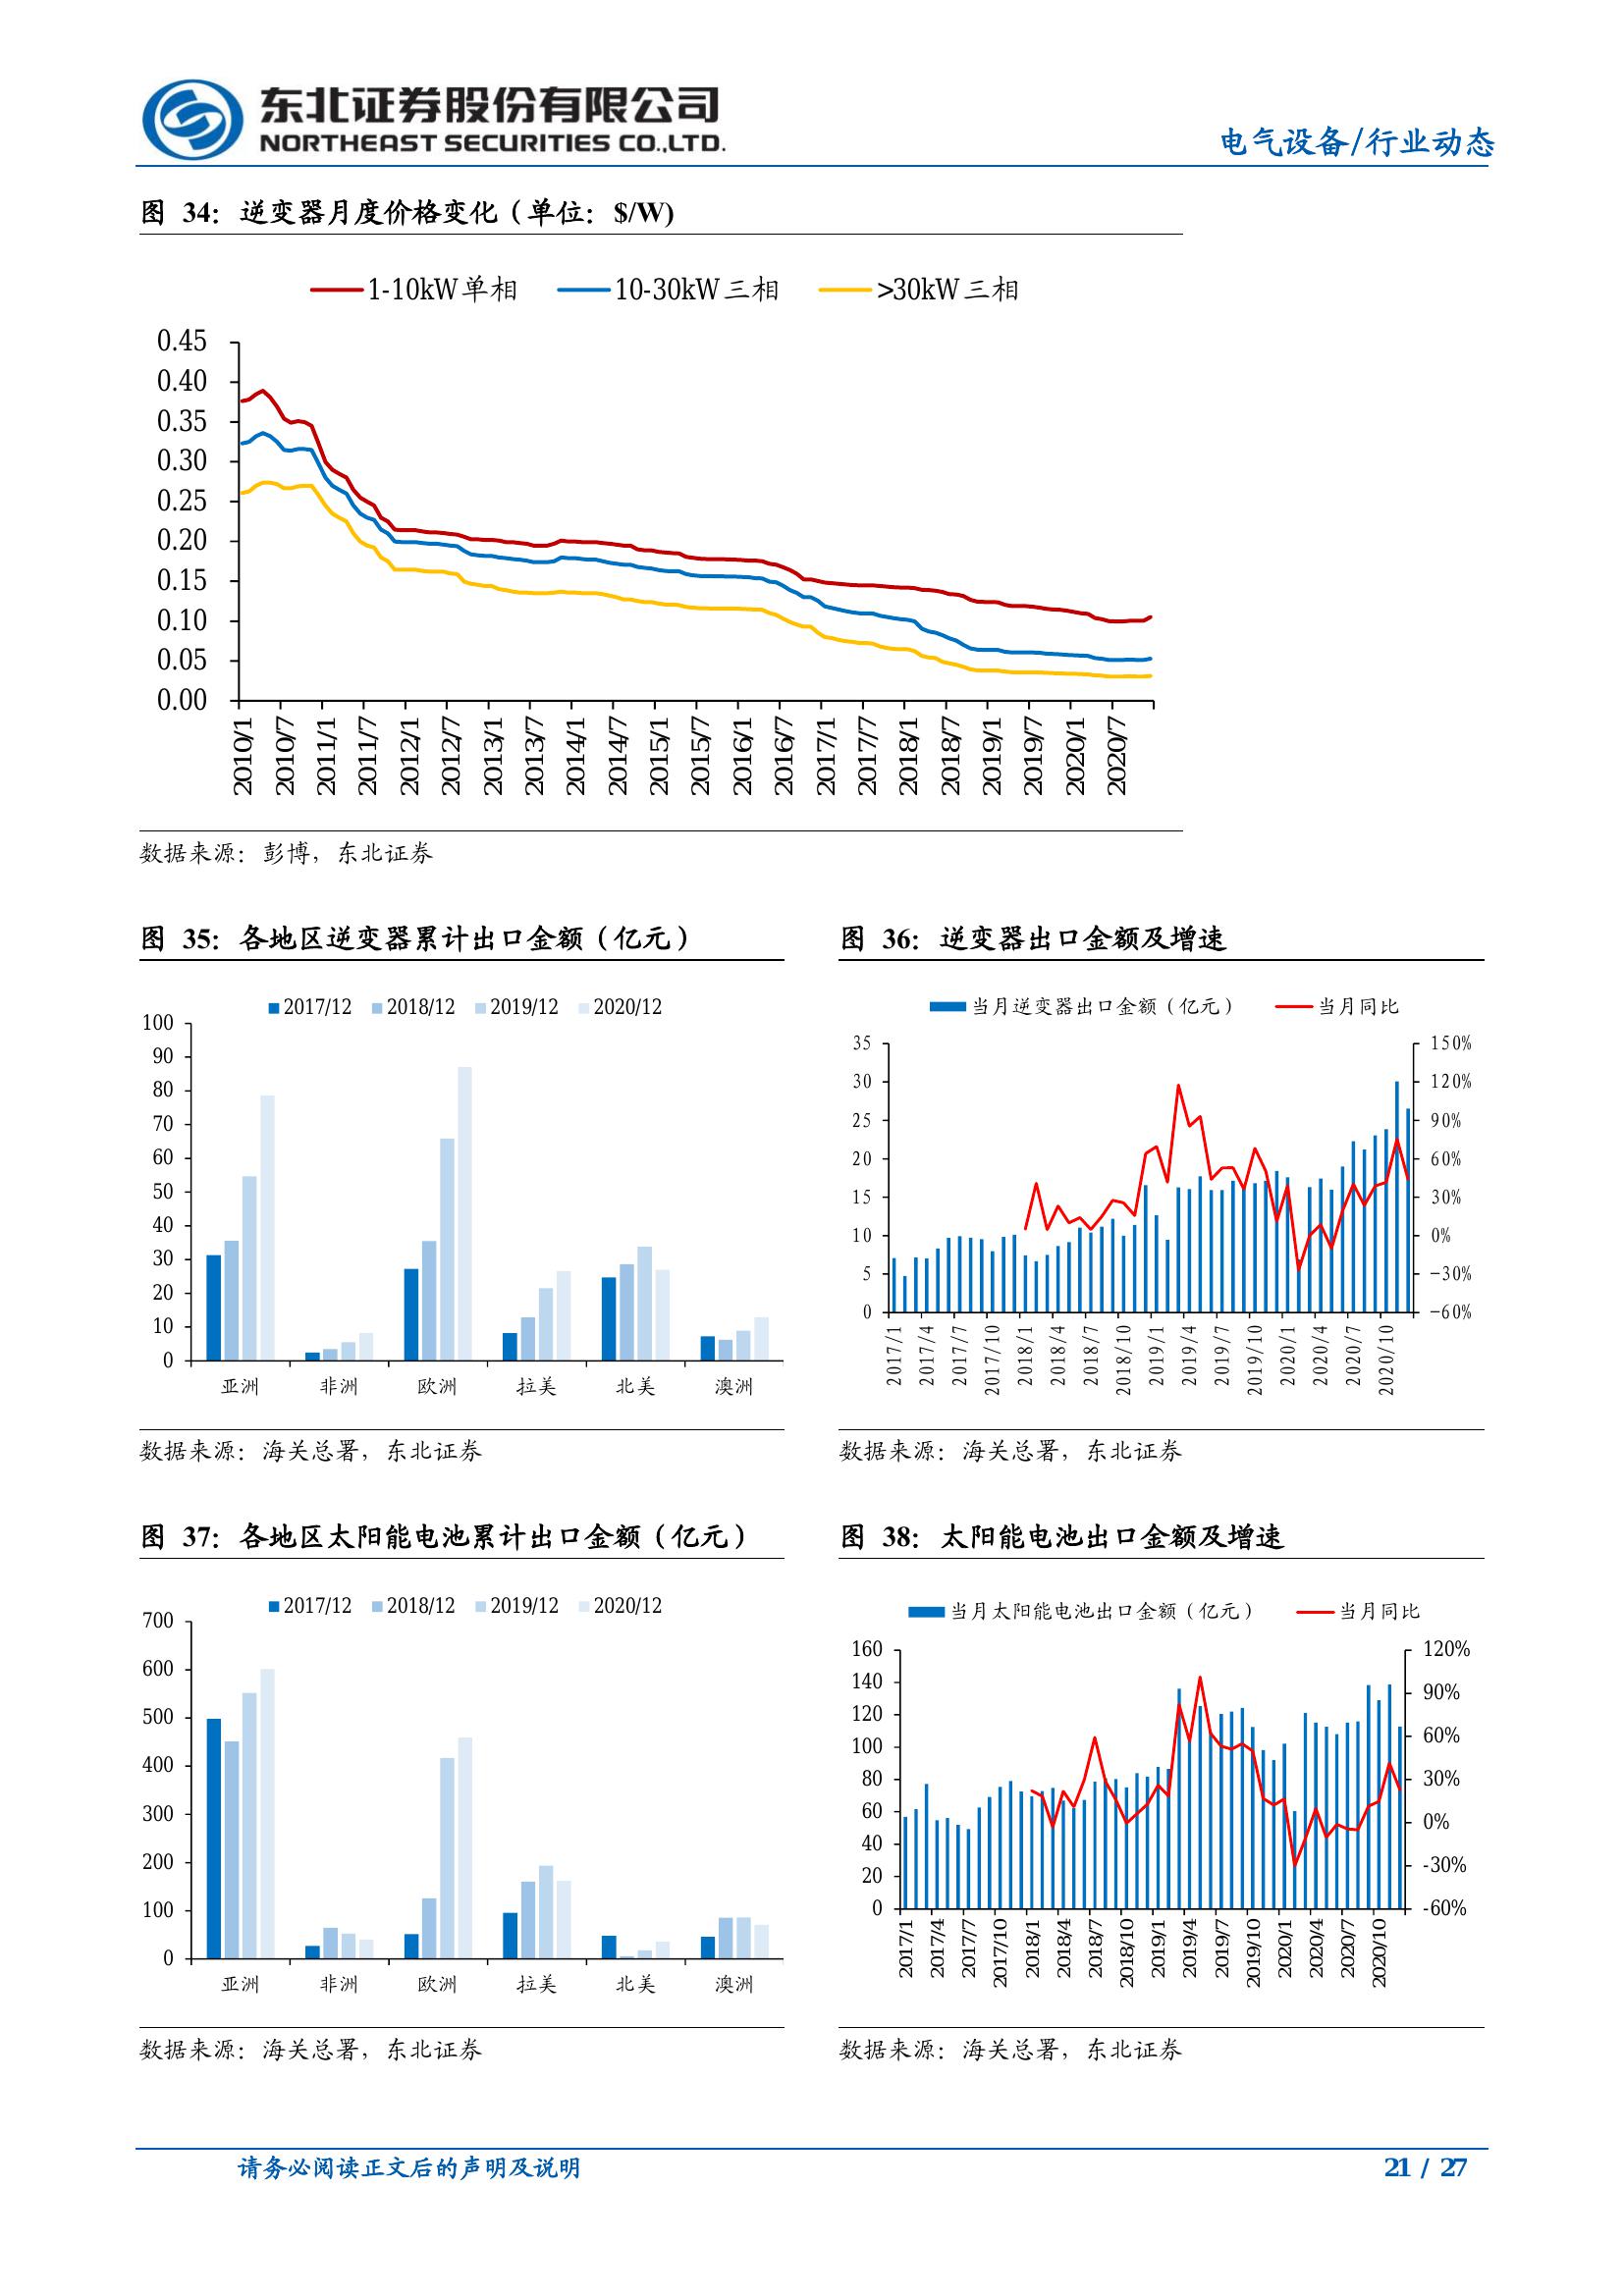 东北证券股份有限公司
NORTHEAST SECURITIES CO.,LTD.
电气设备/行业动态
图 34：逆变器月度价格变化（单位：$/W)
1-10kW单相 10-30kW三相 >30kW三相
0.45
0.40
0.35
0.30
0.25
0.20
0.15
0.10
0.05
0.00
2010/1 2010/7 2011/1 2011/7 2012/1 2012/7 2013/1 2013/7 2014/1 2014/7 2015/1 2015/7 2016/1 2016/7 2017/1 2017/7 2018/1 2018/7 2019/1 2019/7 2020/1 2020/7
数据来源：彭博，东北证券
图 35：各地区逆变器累计出口金额（亿元）
2017/12 2018/12 2019/12 2020/12
100
90
80
70
60
50
40
30
20
10
0
亚洲 非洲 欧洲 拉美 北美 澳洲
数据来源：海关总署，东北证券
图 36：逆变器出口金额及增速
当月逆变器出口金额（亿元） 当月同比
35 150%
30 120%
25 90%
20 60%
15 30%
10 0%
5 -30%
0 -60%
2017/1 2017/4 2017/7 2017/10 2018/1 2018/4 2018/7 2018/10 2019/1 2019/4 2019/7 2019/10 2020/1 2020/4 2020/7 2020/10
数据来源：海关总署，东北证券
图 37：各地区太阳能电池累计出口金额（亿元）
2017/12 2018/12 2019/12 2020/12
700
600
500
400
300
200
100
0
亚洲 非洲 欧洲 拉美 北美 澳洲
数据来源：海关总署，东北证券
图 38：太阳能电池出口金额及增速
当月太阳能电池出口金额（亿元） 当月同比
160 120%
140 90%
120 60%
100 30%
80 0%
60 -30%
40 -60%
20
0
2017/1 2017/4 2017/7 2017/10 2018/1 2018/4 2018/7 2018/10 2019/1 2019/4 2019/7 2019/10 2020/1 2020/4 2020/7 2020/10
数据来源：海关总署，东北证券
请务必阅读正文后的声明及说明 21 / 27